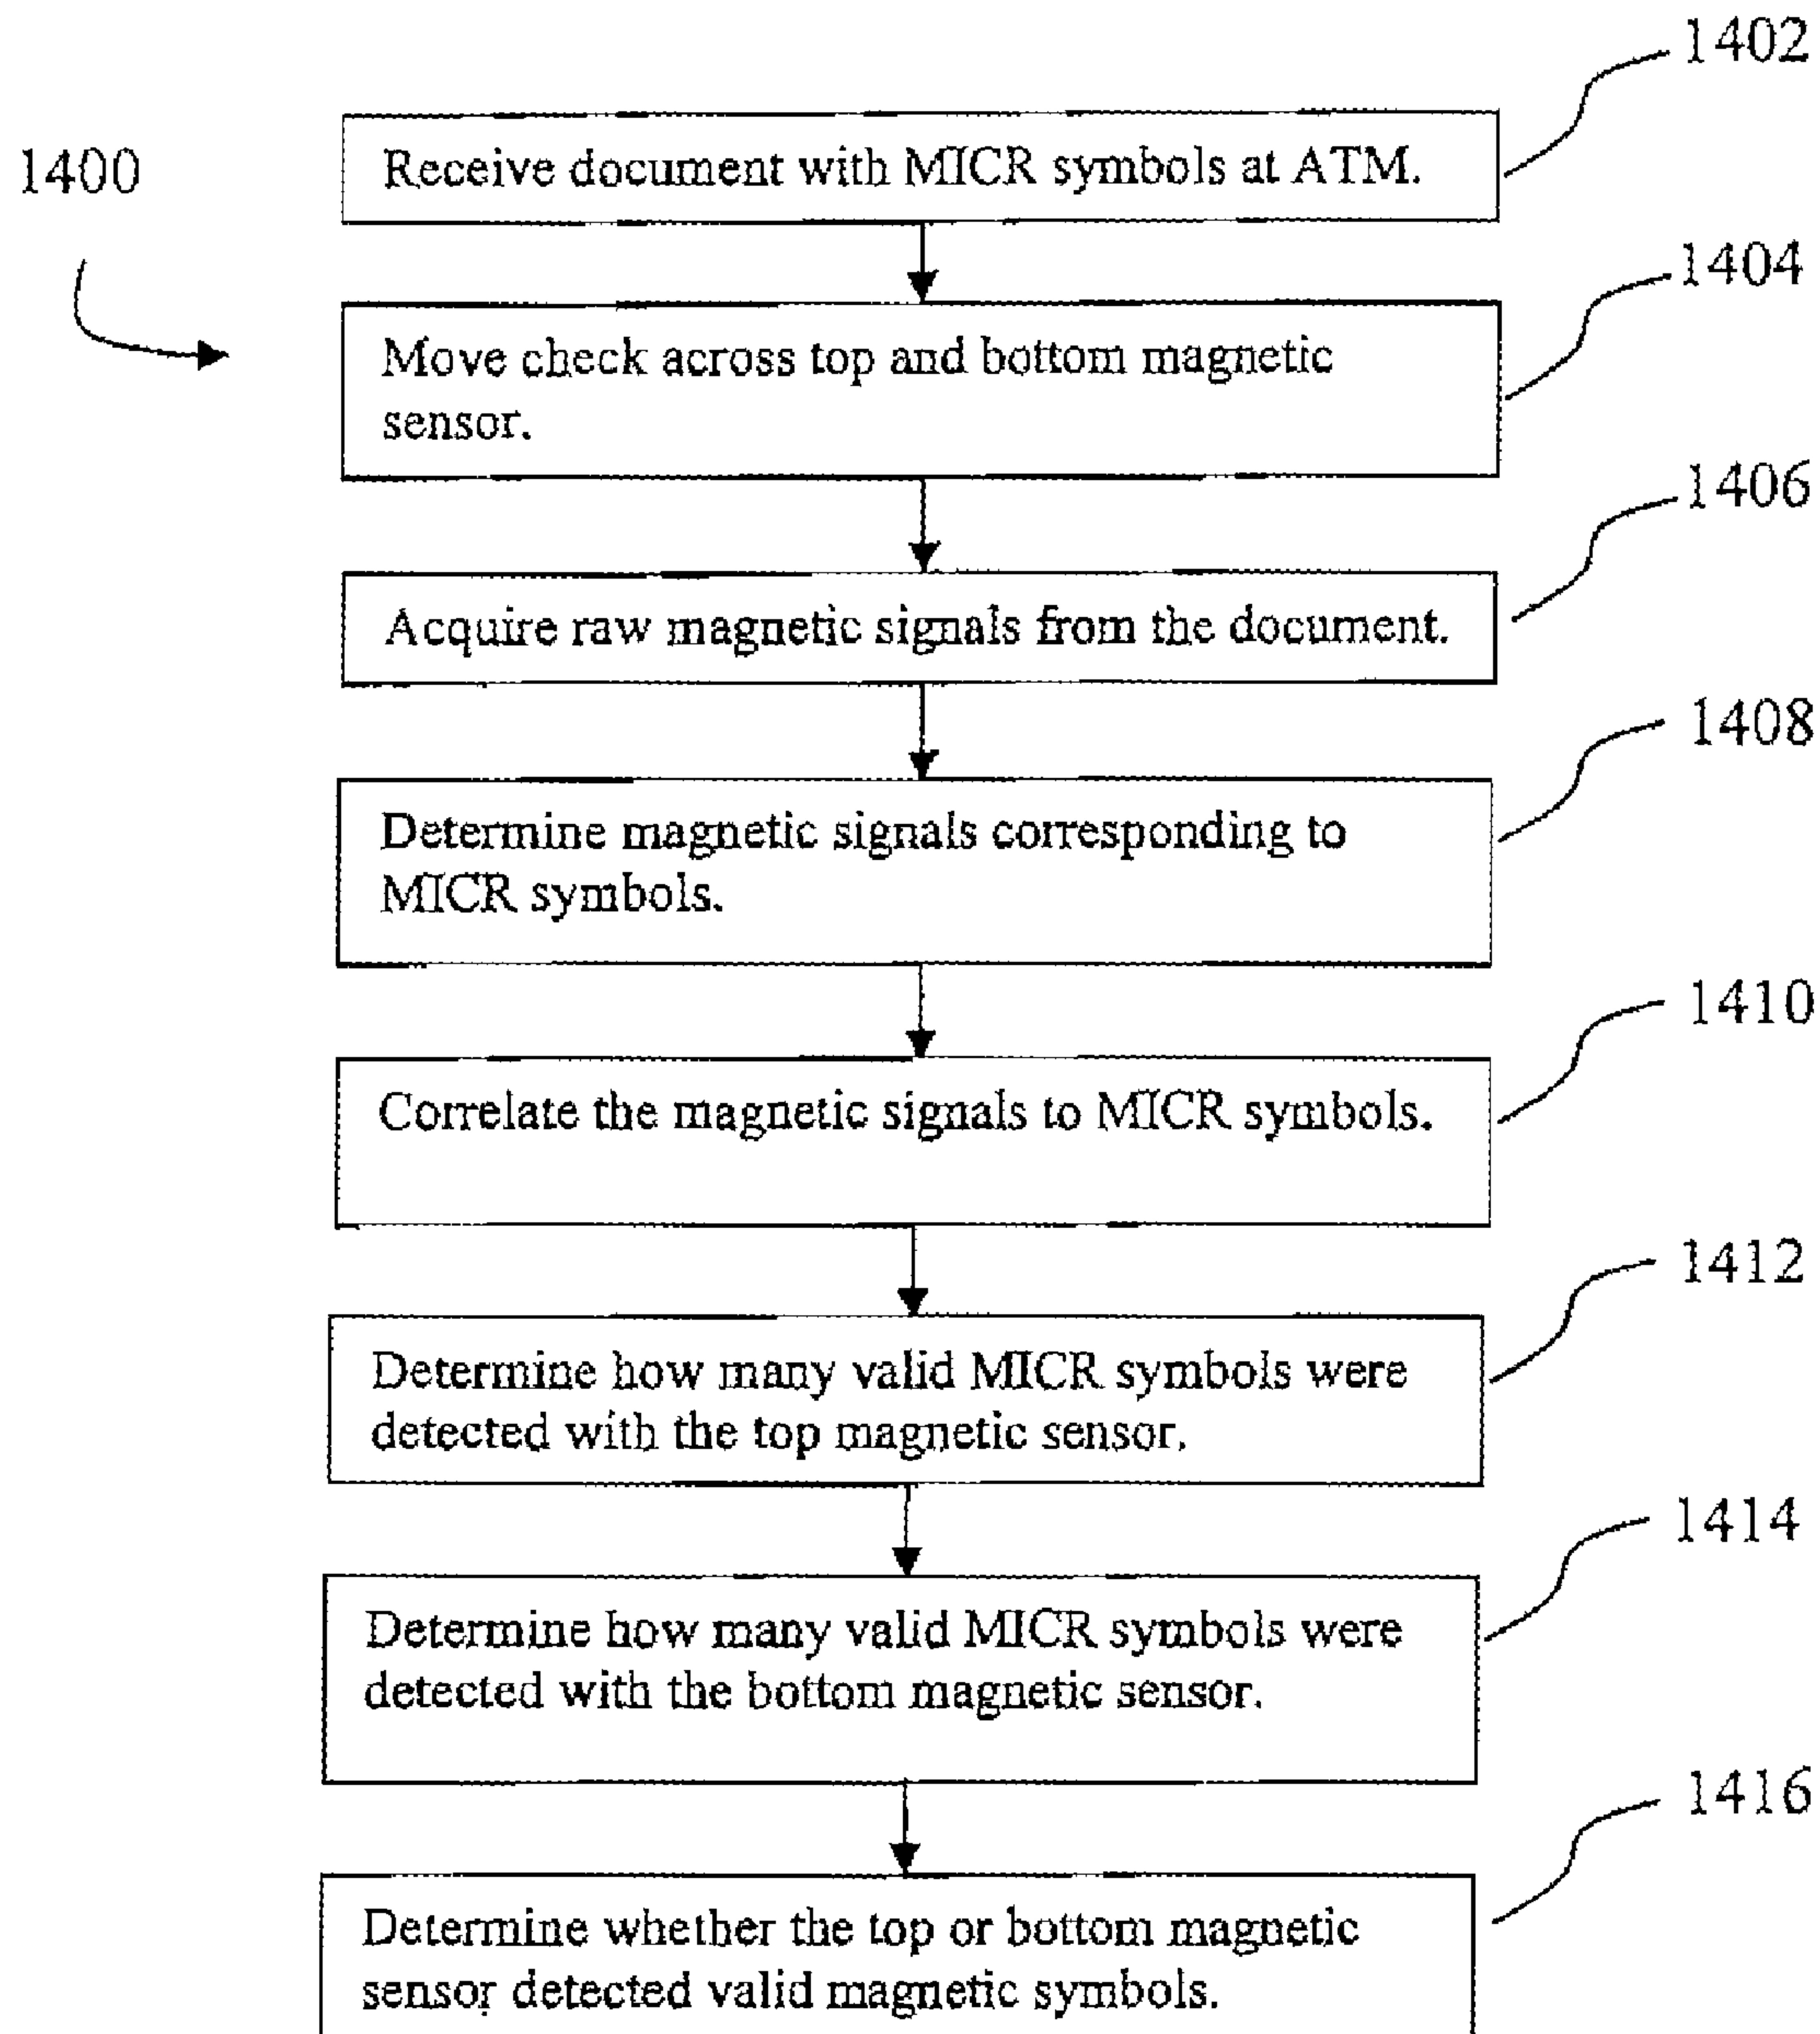 1402
1400
Receive document with MICR symbols at ATM.
1404
Move check across top and bottom magnetic
sensor.
1406
Acquire raw magnetic signals from the document.
1408
Determine magnetic signals corresponding to
MICR symbols.
1410
Correlate the magnetic signals to MICR symbols.
1412
Determine how many valid MICR symbols were
detected with the top magnetic sensor.
1414
Determine how many valid MICR symbols were
detected with the bottom magnetic sensor.
1416
Determine whether the top or bottom magnetic
sensor detected valid magnetic symbols.